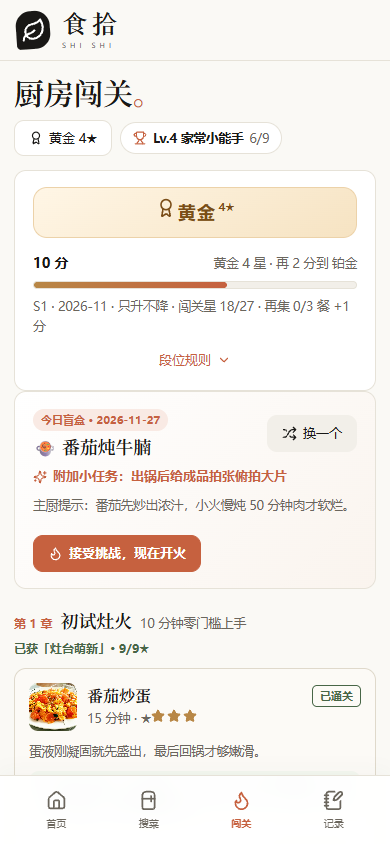 食拾
SHI SHI
厨房闯关。
黄金 4★
Lv.4 家常小能手 6/9
黄金 4★
10 分
黄金 4 星 · 再 2 分到 铂金
S1 · 2026-11 · 只升不降 · 闯关星 18/27 · 再集 0/3 餐 +1
分
段位规则
今日盲盒 • 2026-11-27
换一个
番茄炖牛腩
附加小任务：出锅后给成品拍张俯拍大片
主厨提示：番茄先炒出浓汁，小火慢炖 50 分钟肉才软烂。
接受挑战，现在开火
第 1 章 初试灶火 10 分钟零门槛上手
已获「灶台萌新」• 9/9★
番茄炒蛋
已通关
15 分钟 · ★★★★
蛋液刚凝固就先盛出，最后回锅才够嫩滑。
首页
搜菜
闯关
记录